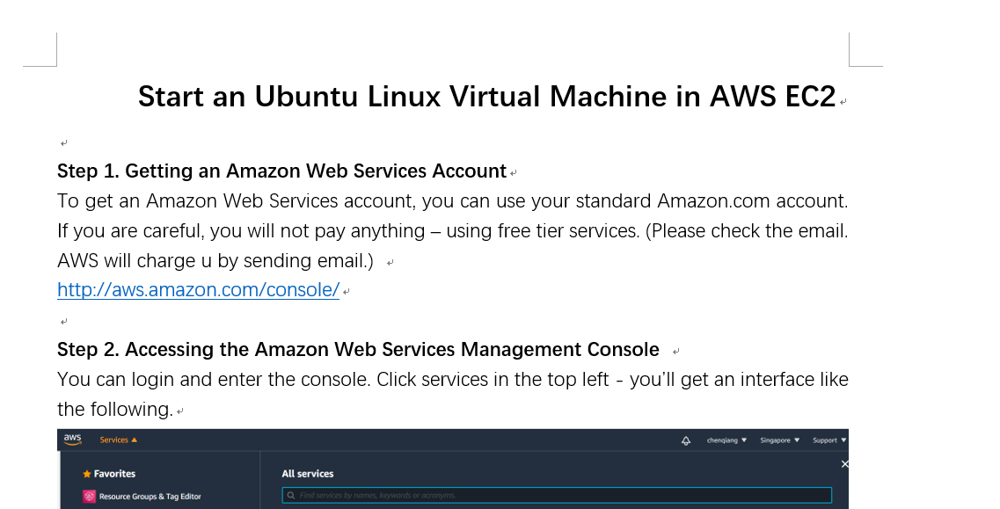 Start an Ubuntu Linux Virtual Machine in AWS EC2
Step 1. Getting an Amazon Web Services Account
To get an Amazon Web Services account, you can use your standard Amazon.com account.
If you are careful, you will not pay anything – using free tier services. (Please check the email.
AWS will charge u by sending email.)
http://aws.amazon.com/console/
Step 2. Accessing the Amazon Web Services Management Console
You can login and enter the console. Click services in the top left - you’ll get an interface like
the following.
aws Services chenqiang Singapore Support
Favorites All services
Resource Groups & Tag Editor Find services by names, keywords or acronyms.